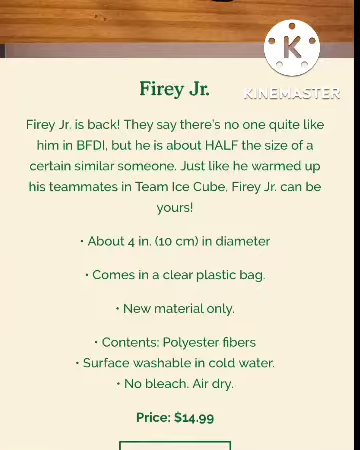 K
KINEMASTER
Firey Jr.
Firey Jr. is back! They say there's no one quite like
him in BFDI, but he is about HALF the size of a
certain similar someone. Just like he warmed up
his teammates in Team Ice Cube, Firey Jr. can be
yours!
• About 4 in. (10 cm) in diameter
• Comes in a clear plastic bag.
• New material only.
• Contents: Polyester fibers
• Surface washable in cold water.
• No bleach. Air dry.
Price: $14.99